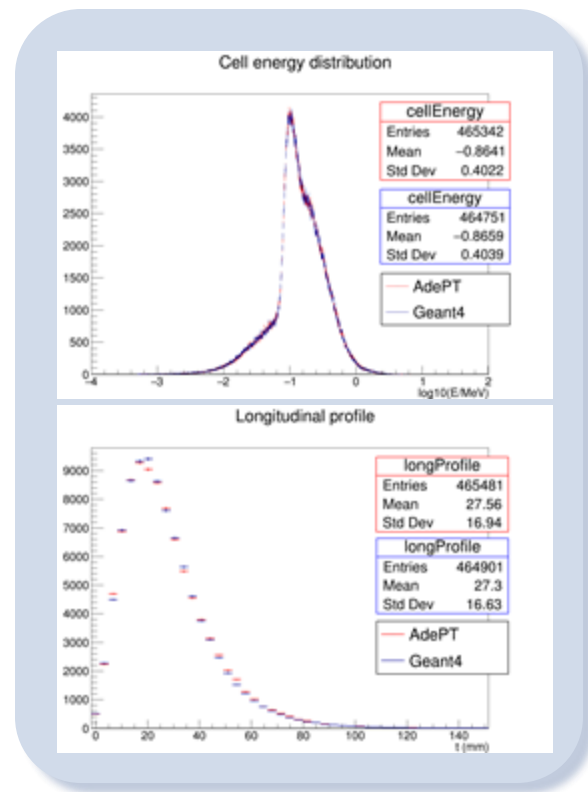 Cell energy distribution
cellEnergy
Entries 465342
Mean −0.8641
Std Dev 0.4022
cellEnergy
Entries 464751
Mean −0.8659
Std Dev 0.4039
AdePT
Geant4
4000
3500
3000
2500
2000
1500
1000
500
0
−4 −3 −2 −1 0 1 2
log10(E/MeV)
Longitudinal profile
longProfile
Entries 465481
Mean 27.56
Std Dev 16.94
longProfile
Entries 464901
Mean 27.3
Std Dev 16.63
AdePT
Geant4
9000
8000
7000
6000
5000
4000
3000
2000
1000
0
0 20 40 60 80 100 120 140
t (mm)